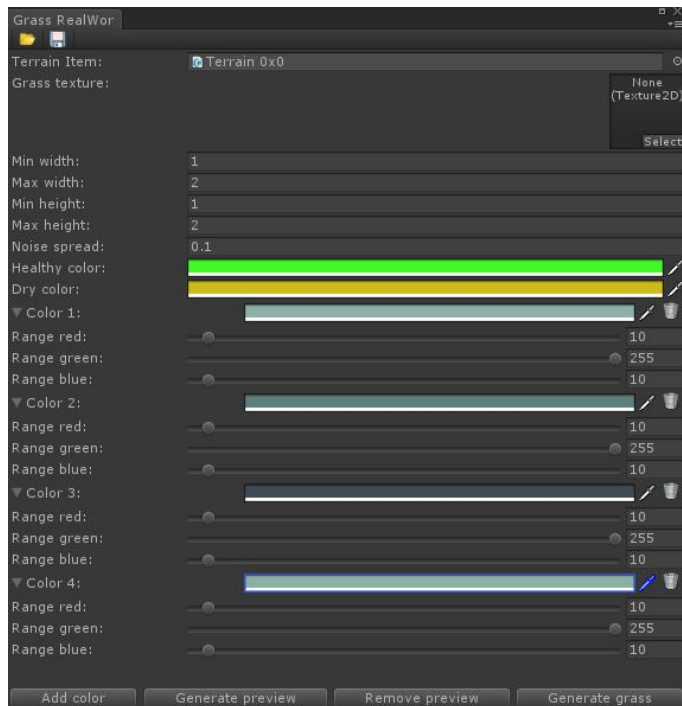 Grass RealWor
Terrain Item: Terrain 0x0
Grass texture: None
(Texture2D)
Select
Min width: 1
Max width: 2
Min height: 1
Max height: 2
Noise spread: 0.1
Healthy color:
Dry color:
Color 1:
Range red: 10
Range green: 255
Range blue: 10
Color 2:
Range red: 10
Range green: 255
Range blue: 10
Color 3:
Range red: 10
Range green: 255
Range blue: 10
Color 4:
Range red: 10
Range green: 255
Range blue: 10
Add color Generate preview Remove preview Generate grass